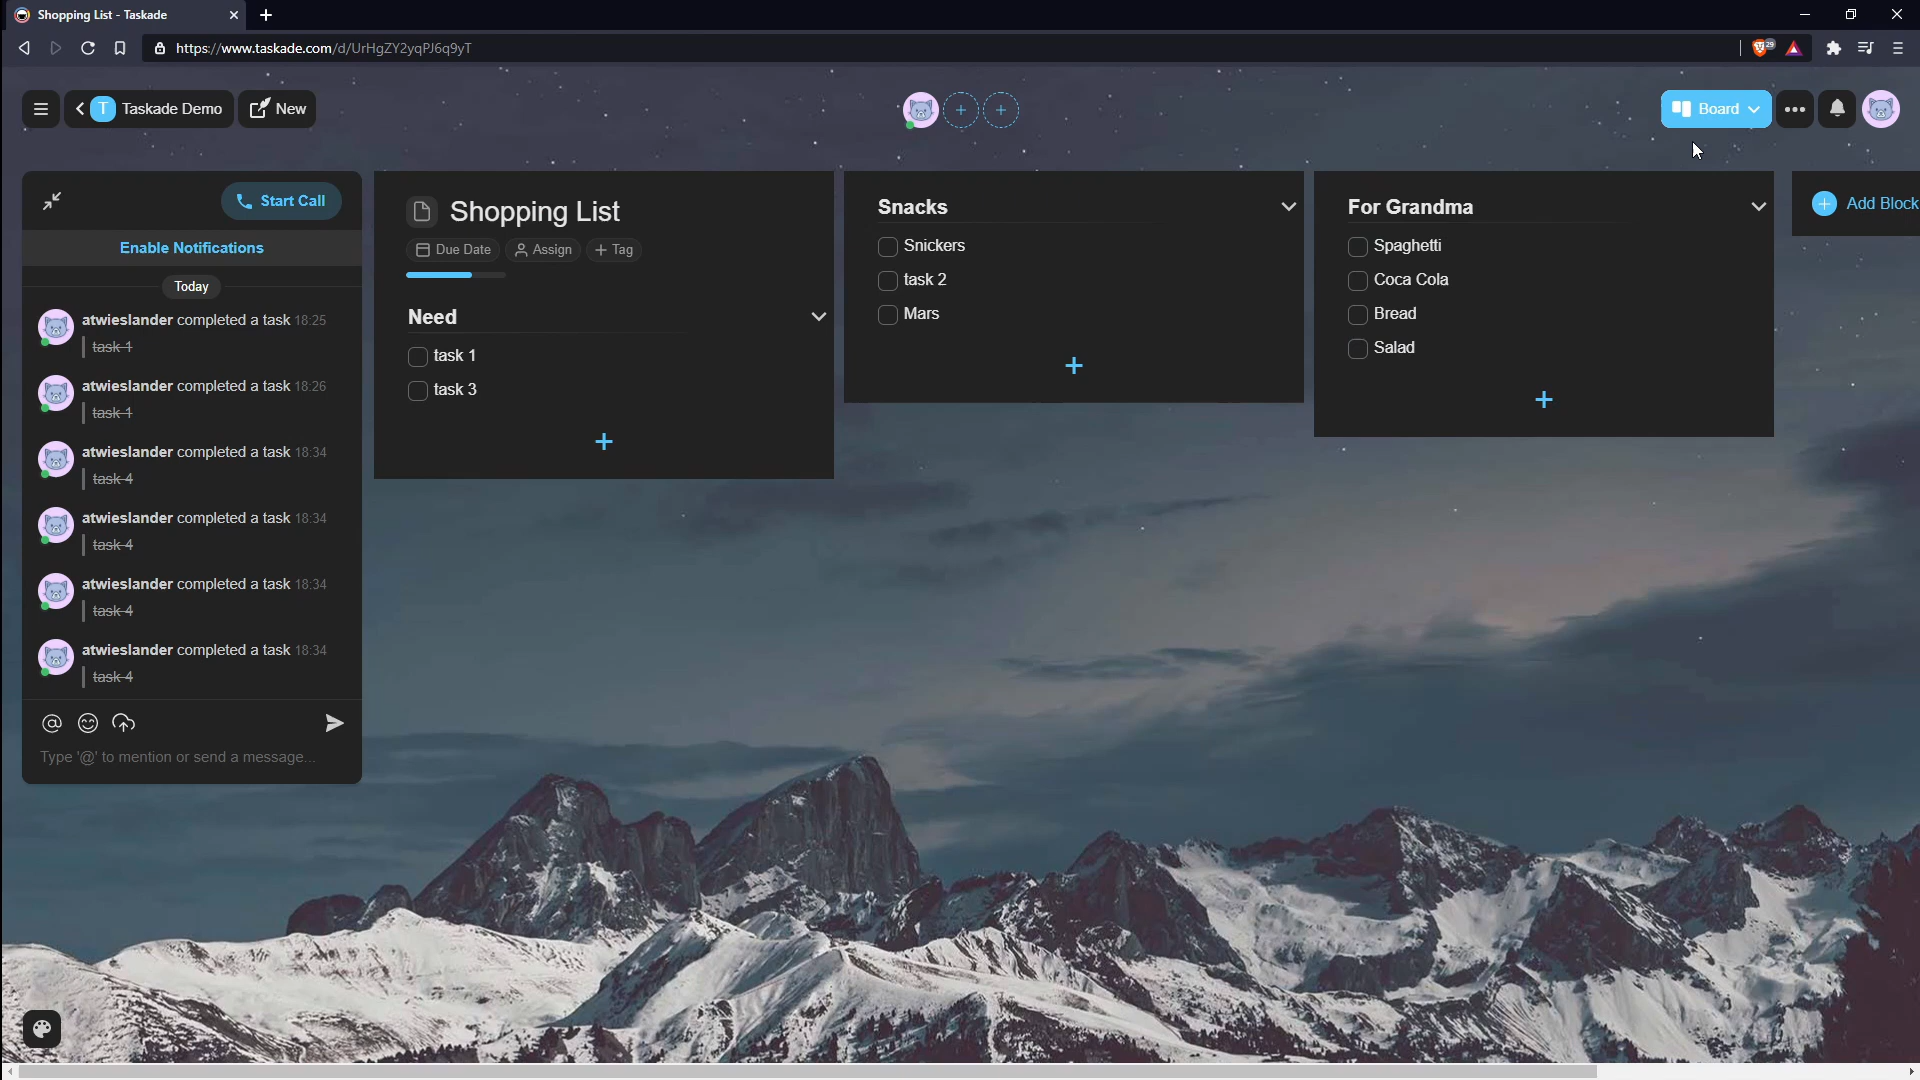 Shopping List - Taskade
https://www.taskade.com/d/UrHgZY2yqPJ6q9yT
29
T Taskade Demo
New
Board
Start Call
Enable Notifications
Today
atwieslander completed a task 18:25
task 1
atwieslander completed a task 18:26
task 1
atwieslander completed a task 18:34
task 4
atwieslander completed a task 18:34
task 4
atwieslander completed a task 18:34
task 4
atwieslander completed a task 18:34
task 4
Type '@' to mention or send a message...
Shopping List
Due Date
Assign
Tag
Need
task 1
task 3
Snacks
Snickers
task 2
Mars
For Grandma
Spaghetti
Coca Cola
Bread
Salad
Add Block